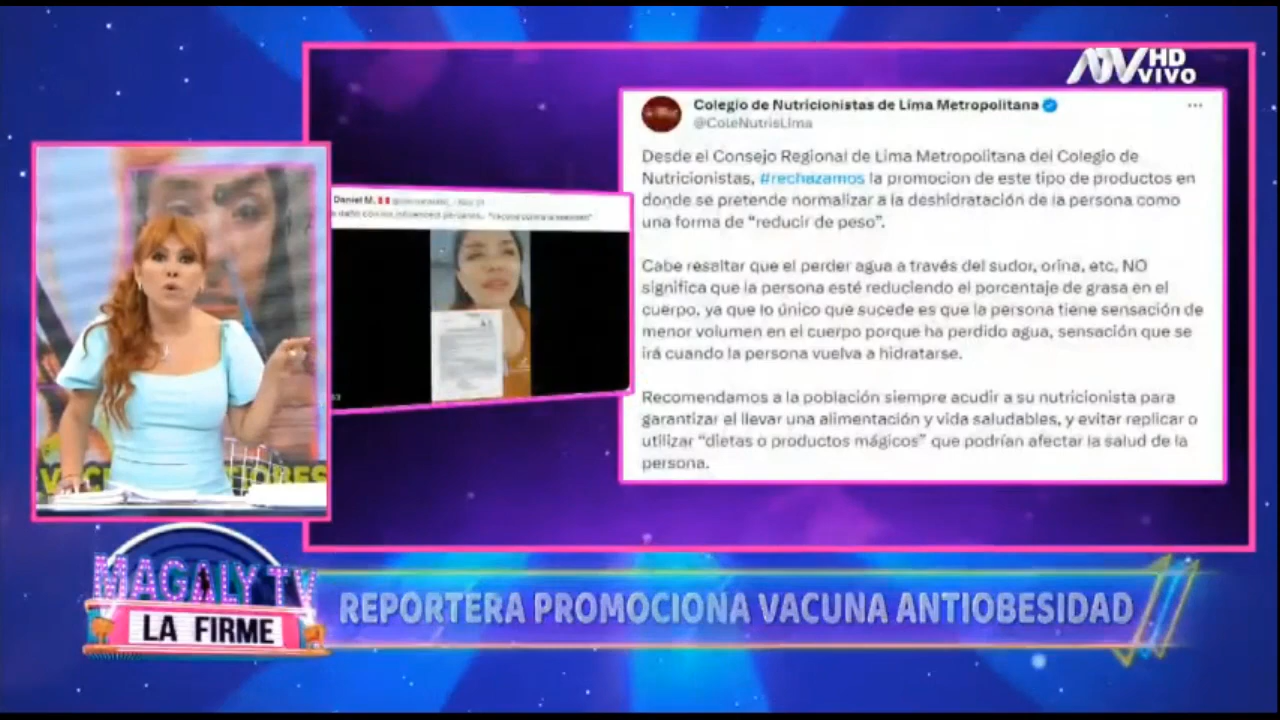 ATV HD
VIVO
Colegio de Nutricionistas de Lima Metropolitana
@ColeNutrisLima
Desde el Consejo Regional de Lima Metropolitana del Colegio de
Nutricionistas, #rechazamos la promocion de este tipo de productos en
donde se pretende normalizar a la deshidratación de la persona como
una forma de “reducir de peso”.
Cabe resaltar que el perder agua a través del sudor, orina, etc, NO
significa que la persona esté reduciendo el porcentaje de grasa en el
cuerpo, ya que lo único que sucede es que la persona tiene sensación de
menor volumen en el cuerpo porque ha perdido agua, sensación que se
irá cuando la persona vuelva a hidratarse.
Recomendamos a la población siempre acudir a su nutricionista para
garantizar el llevar una alimentación y vida saludables, y evitar replicar o
utilizar “dietas o productos mágicos” que podrían afectar la salud de la
persona.
Daniel M.
MAGALY TV
LA FIRME
REPORTERA PROMOCIONA VACUNA ANTIOBESIDAD